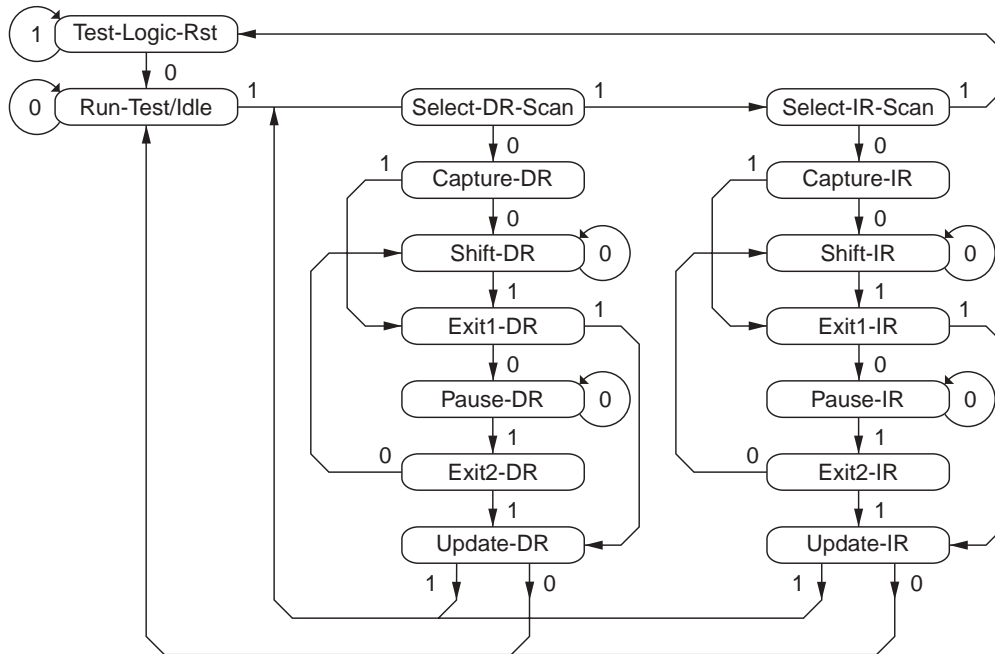 1 Test-Logic-Rst
0
0 Run-Test/Idle 1 Select-DR-Scan 1 Select-IR-Scan 1
0 0
1 Capture-DR 1 Capture-IR
0 0
Shift-DR 0 Shift-IR 0
1 1
Exit1-DR 1 Exit1-IR 1
0 0
Pause-DR 0 Pause-IR 0
1 1
0 Exit2-DR 0 Exit2-IR
1 1
Update-DR Update-IR
1 0 1 0